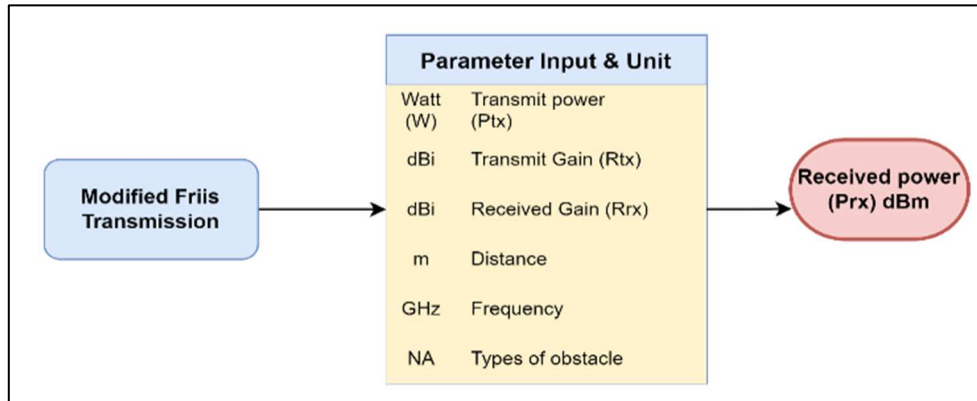 Parameter Input & Unit
Watt Transmit power
(W) (Ptx)
dBi Transmit Gain (Rtx)
Modified Friis
Transmission
dBi Received Gain (Rrx)
Received power
(Prx) dBm
m Distance
GHz Frequency
NA Types of obstacle